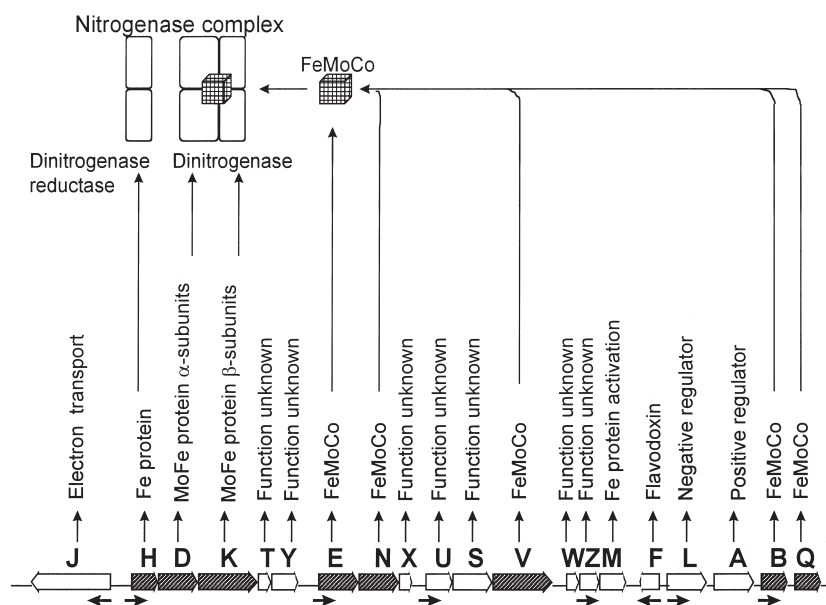 Nitrogenase complex
FeMoCo
Dinitrogenase
reductase
Dinitrogenase
Electron transport
Fe protein
MoFe protein α-subunits
MoFe protein β-subunits
Function unknown
Function unknown
FeMoCo
FeMoCo
Function unknown
Function unknown
Function unknown
FeMoCo
Function unknown
Function unknown
Fe protein activation
Flavodoxin
Negative regulator
Positive regulator
FeMoCo
FeMoCo
J H D K T Y E N X U S V W Z M F L A B Q